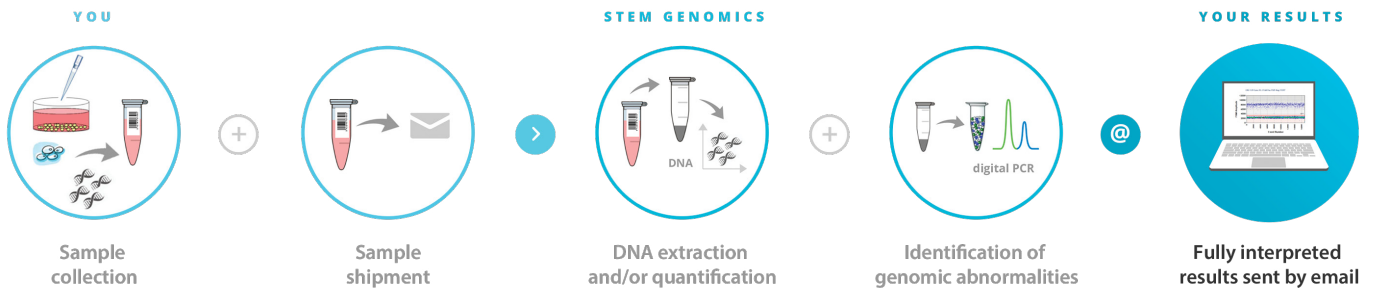 YOU
STEM GENOMICS
YOUR RESULTS
DNA
digital PCR
@
Sample
collection
Sample
shipment
DNA extraction
and/or quantification
Identification of
genomic abnormalities
Fully interpreted
results sent by email